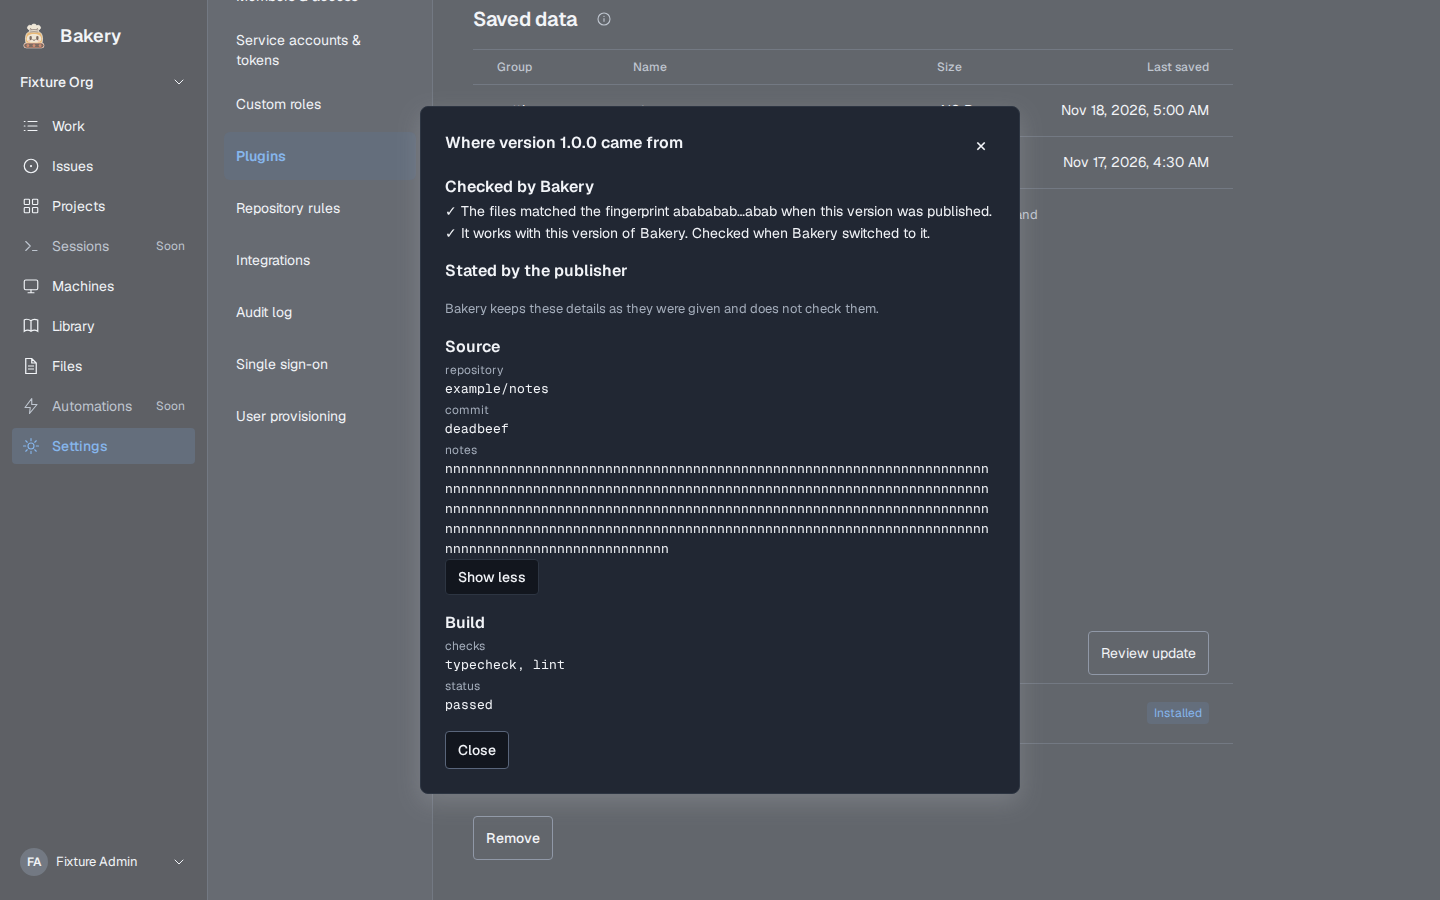 Bakery
Fixture Org
Work
Issues
Projects
Sessions Soon
Machines
Library
Files
Automations Soon
Settings
FA Fixture Admin
Service accounts &
tokens
Custom roles
Plugins
Repository rules
Integrations
Audit log
Single sign-on
User provisioning
Saved data
Group Name Size Last saved
Nov 18, 2026, 5:00 AM
Nov 17, 2026, 4:30 AM
Where version 1.0.0 came from
Checked by Bakery
✓ The files matched the fingerprint abababab…abab when this version was published.
✓ It works with this version of Bakery. Checked when Bakery switched to it.
Stated by the publisher
Bakery keeps these details as they were given and does not check them.
Source
repository
example/notes
commit
deadbeef
notes
nnnnnnnnnnnnnnnnnnnnnnnnnnnnnnnnnnnnnnnnnnnnnnnnnnnnnnnnnnnnnnnnnnnn
nnnnnnnnnnnnnnnnnnnnnnnnnnnnnnnnnnnnnnnnnnnnnnnnnnnnnnnnnnnnnnnnnnnn
nnnnnnnnnnnnnnnnnnnnnnnnnnnnnnnnnnnnnnnnnnnnnnnnnnnnnnnnnnnnnnnnnnnn
nnnnnnnnnnnnnnnnnnnnnnnnnnnnnnnnnnnnnnnnnnnnnnnnnnnnnnnnnnnnnnnnnnnn
nnnnnnnnnnnnnnnnnnnnnnnnnnnn
Show less
Build
checks
typecheck, lint
status
passed
Close
Review update
Installed
Remove